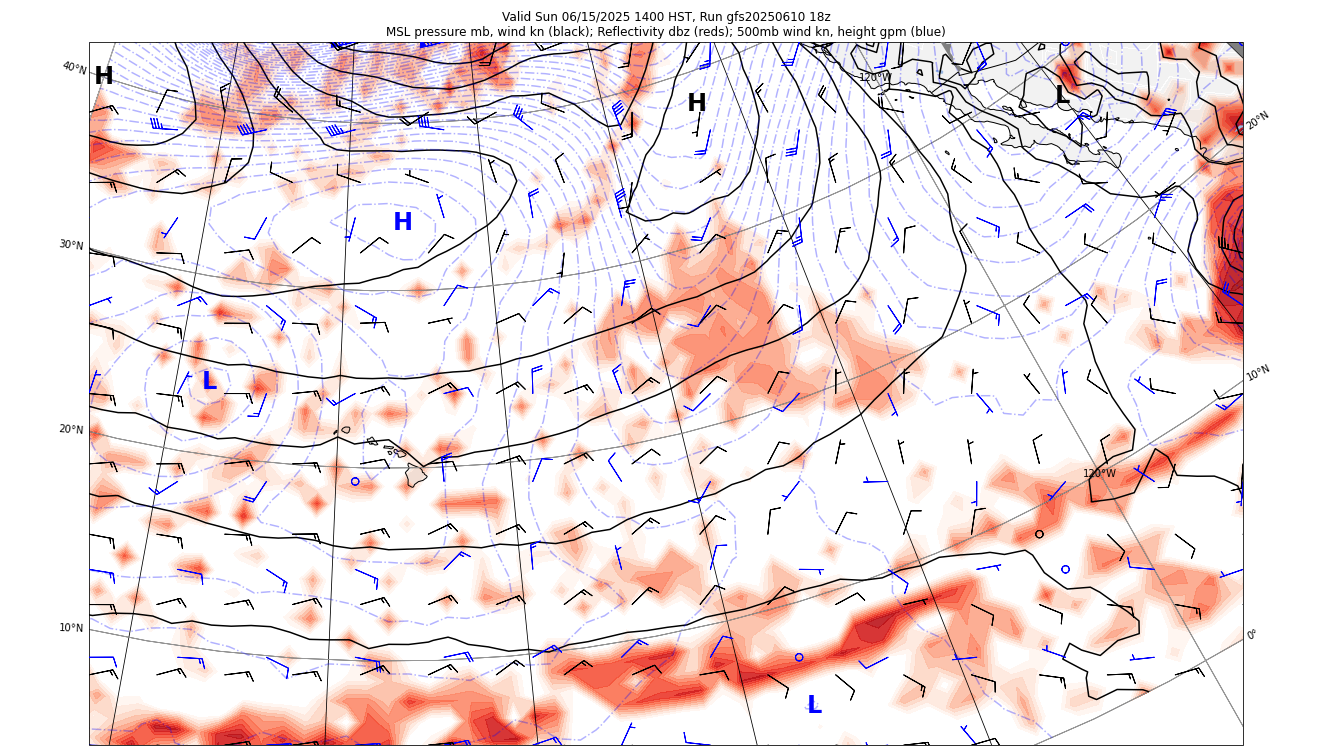 Valid Sun 06/15/2025 1400 HST, Run gfs20250610 18z
MSL pressure mb, wind kn (black); Reflectivity dbz (reds); 500mb wind kn, height gpm (blue)
40°N
H
H
120°W
L
20°N
H
30°N
L
10°N
20°N
120°W
10°N
0°
L